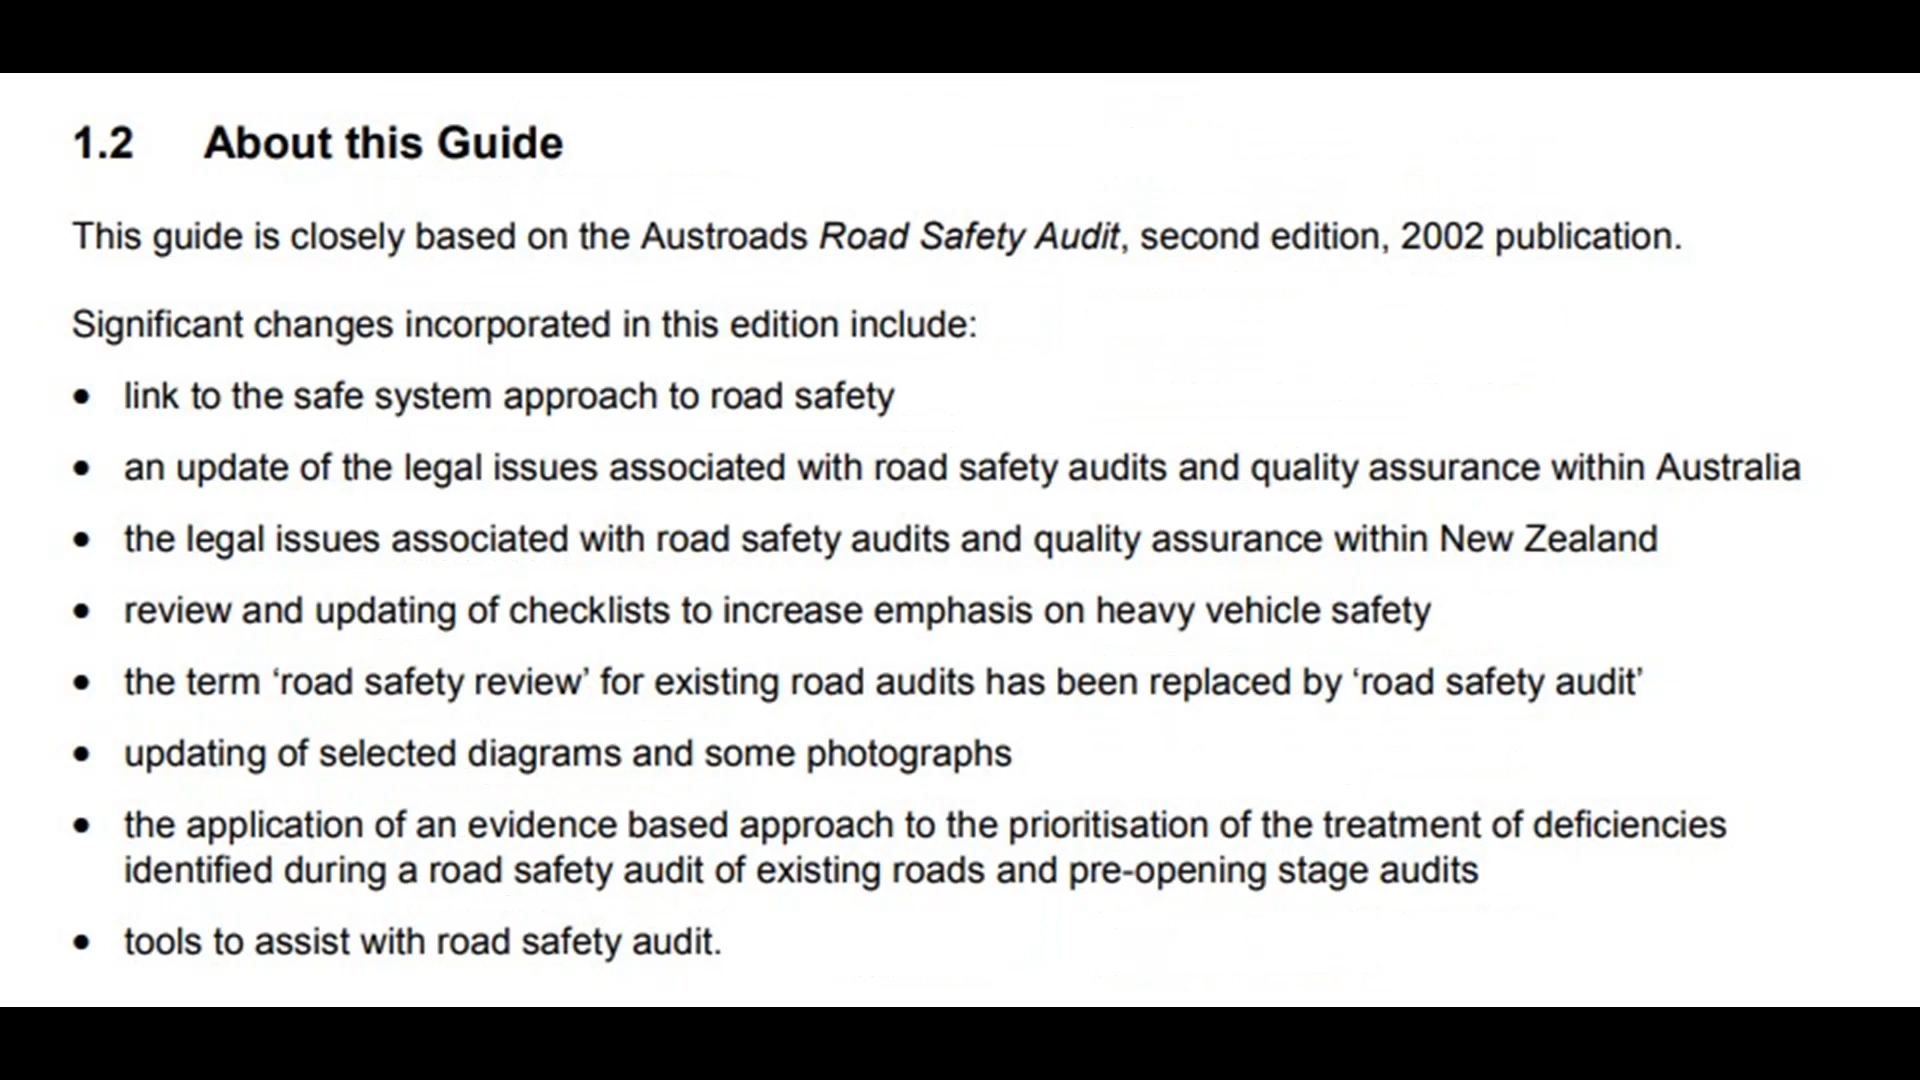 1.2 About this Guide
This guide is closely based on the Austroads Road Safety Audit, second edition, 2002 publication.
Significant changes incorporated in this edition include:
• link to the safe system approach to road safety
• an update of the legal issues associated with road safety audits and quality assurance within Australia
• the legal issues associated with road safety audits and quality assurance within New Zealand
• review and updating of checklists to increase emphasis on heavy vehicle safety
• the term ‘road safety review’ for existing road audits has been replaced by ‘road safety audit’
• updating of selected diagrams and some photographs
• the application of an evidence based approach to the prioritisation of the treatment of deficiencies
identified during a road safety audit of existing roads and pre-opening stage audits
• tools to assist with road safety audit.